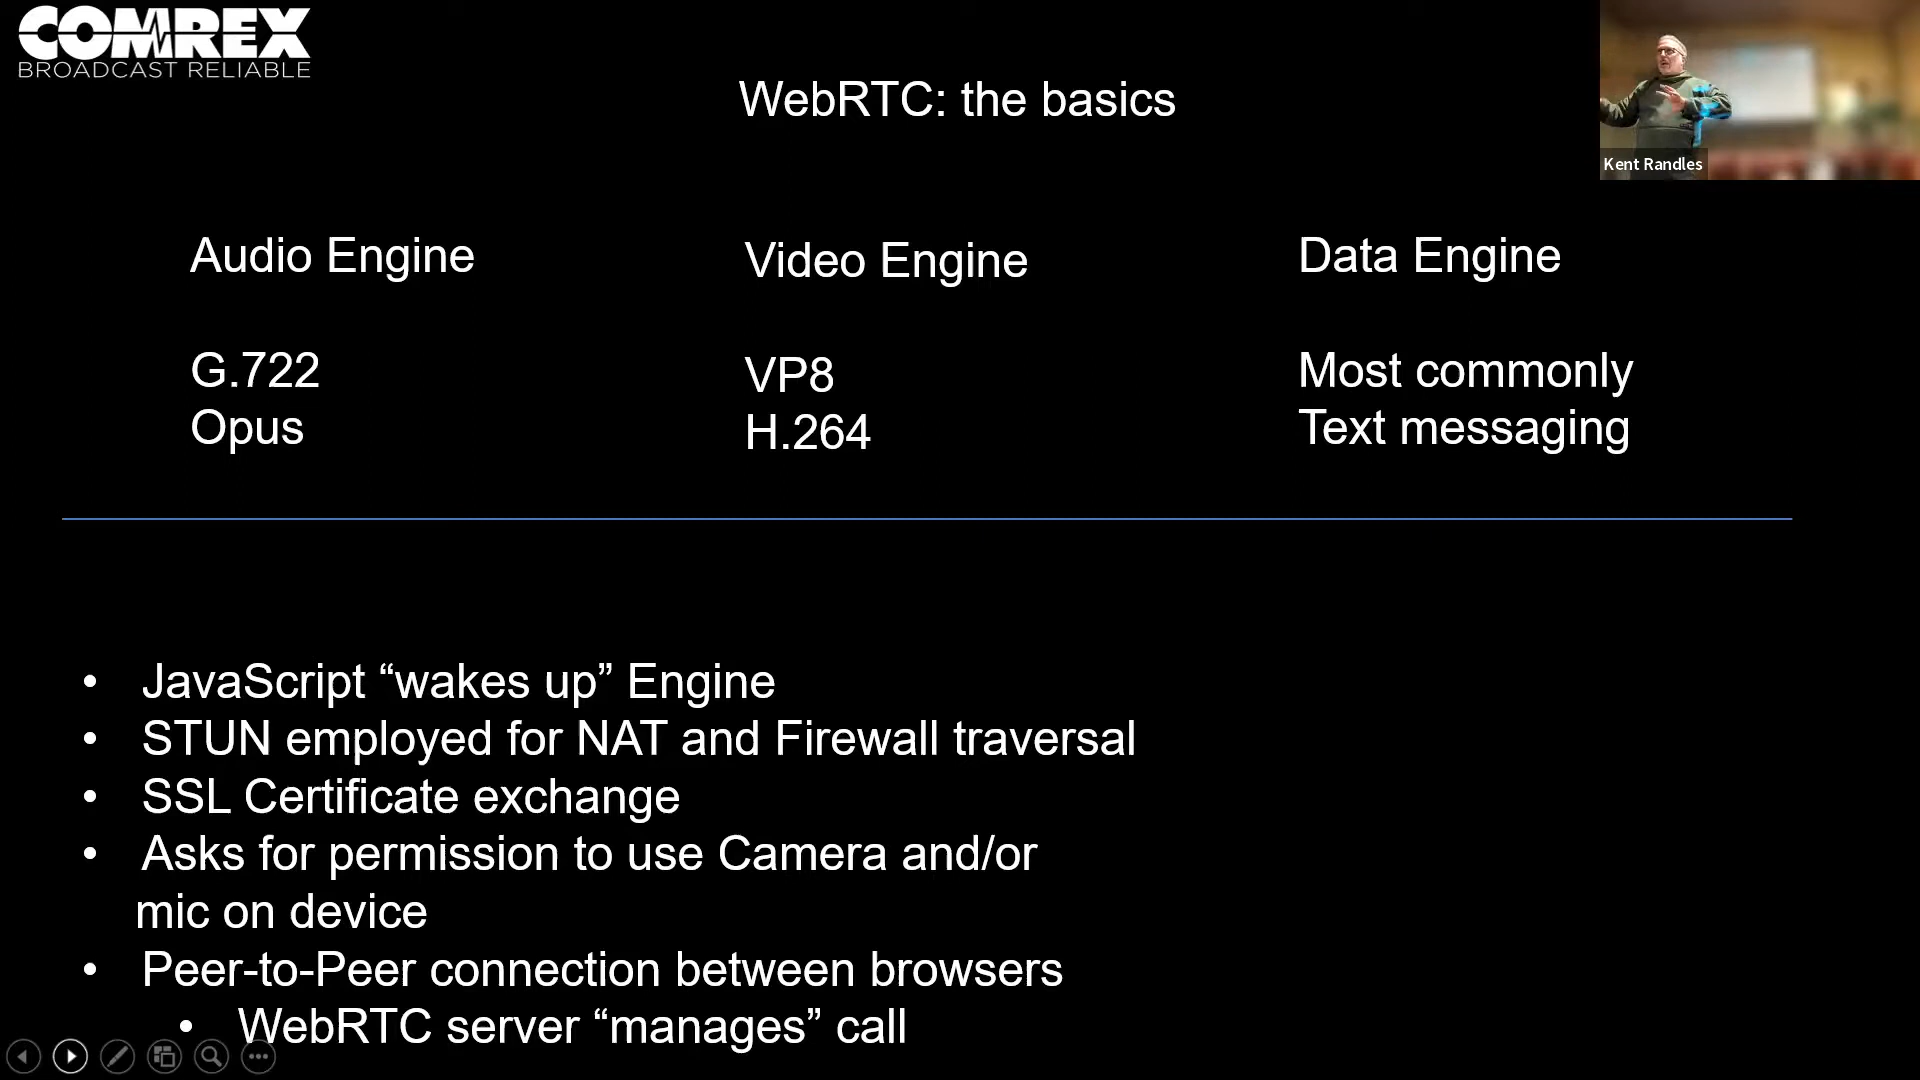 COMREX
BROADCAST RELIABLE
WebRTC: the basics
Kent Randles
Audio Engine
G.722
Opus
Video Engine
VP8
H.264
Data Engine
Most commonly
Text messaging
• JavaScript “wakes up” Engine
• STUN employed for NAT and Firewall traversal
• SSL Certificate exchange
• Asks for permission to use Camera and/or
mic on device
• Peer-to-Peer connection between browsers
• WebRTC server “manages” call